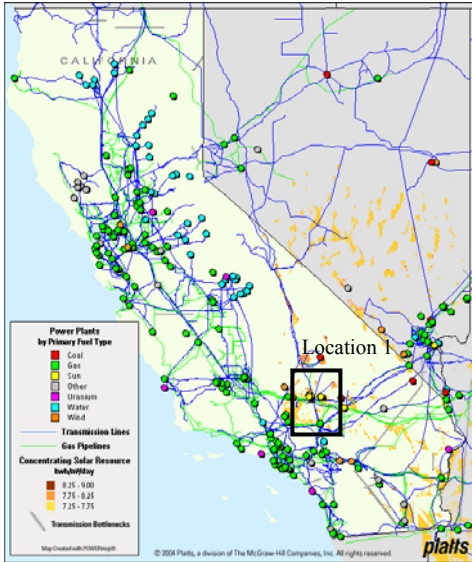 CALIFORNIA
Location 1
Power Plants
by Primary Fuel Type
Coal
Gas
Sun
Other
Uranium
Water
Wind
Transmission Lines
Gas Pipelines
Concentrating Solar Resource
kwh/m²/day
8.25 - 9.00
7.75 - 8.25
7.25 - 7.75
Transmission Bottlenecks
Map Created with POWERmap®
© 2004 Platts, a division of The McGraw-Hill Companies, Inc. All rights reserved.
platts